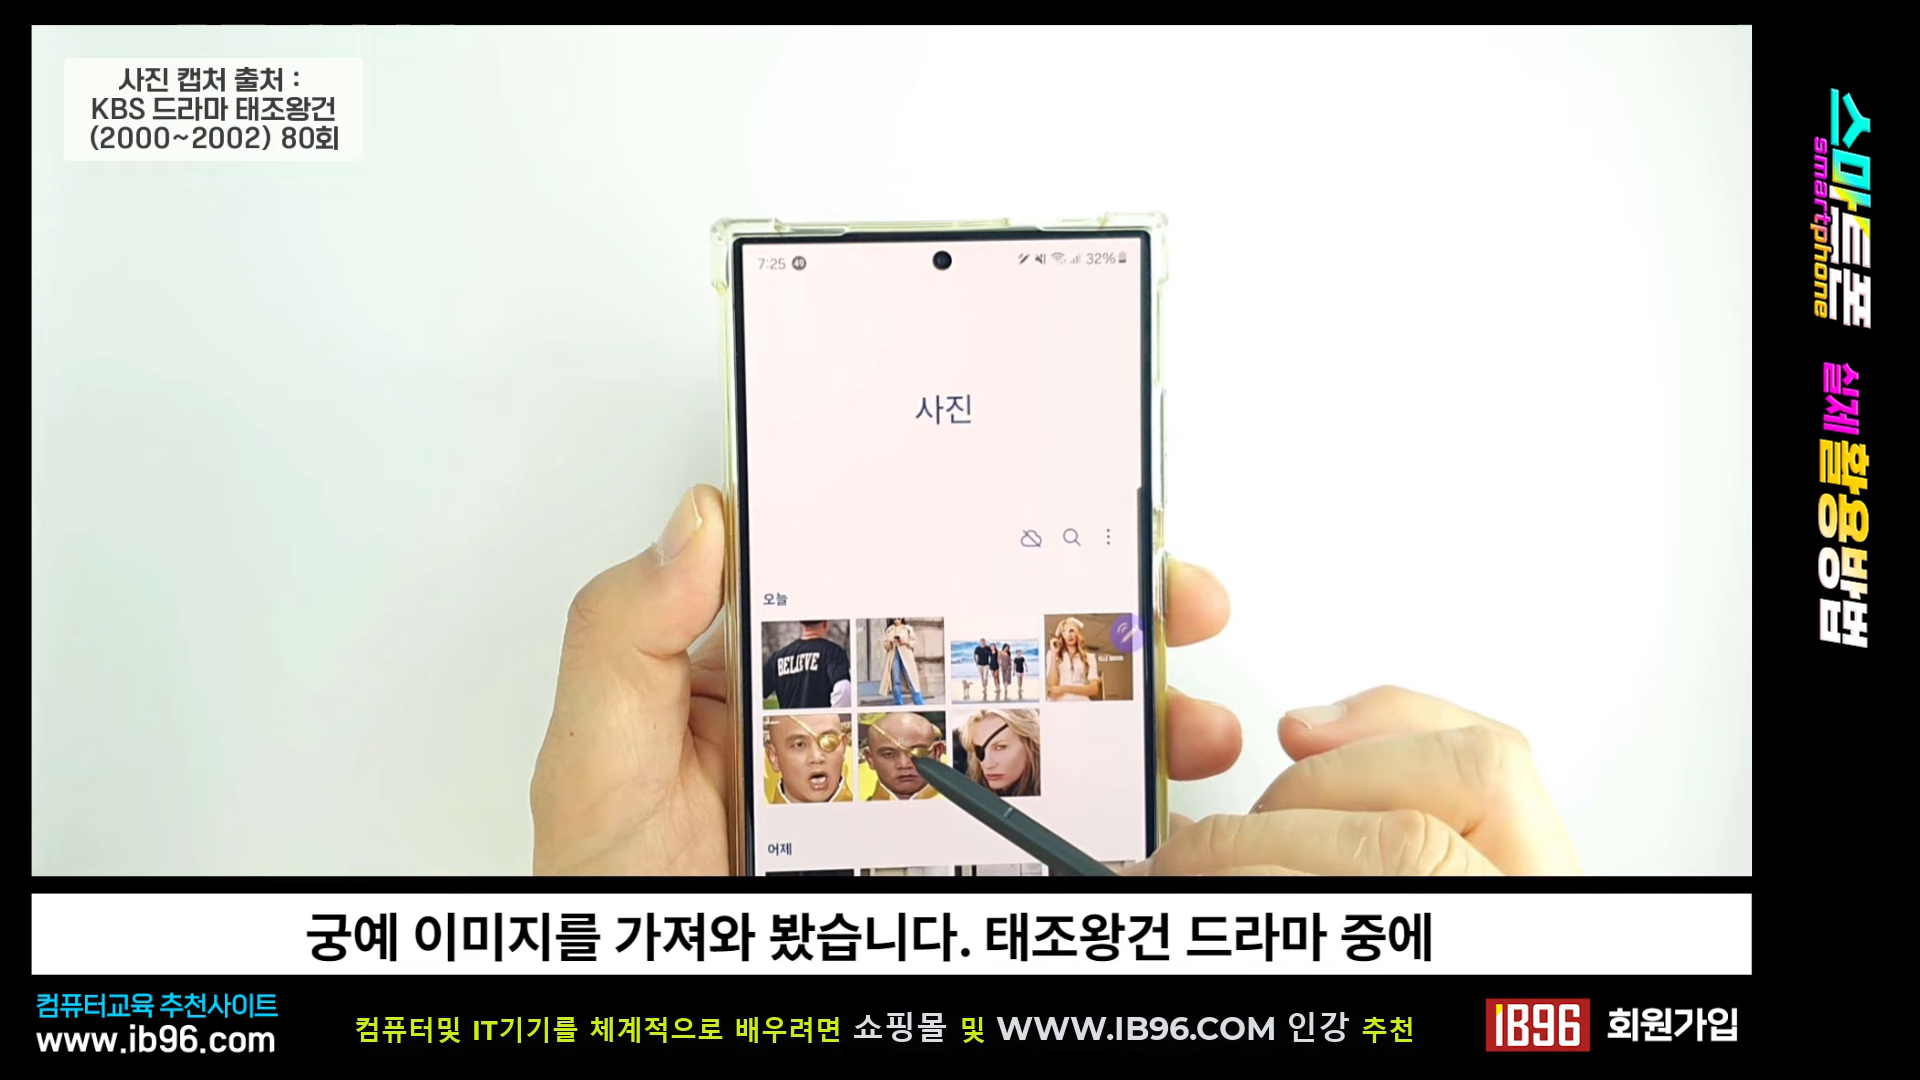 사진 캡처 출처 :
KBS 드라마 태조왕건
(2000~2002) 80회
스마트폰
smartphone
실제활용방법
7:25 49
32%
사진
오늘
BELIEVE
어제
궁예 이미지를 가져와 봤습니다. 태조왕건 드라마 중에
컴퓨터교육 추천사이트
www.ib96.com
컴퓨터및 IT기기를 체계적으로 배우려면 쇼핑몰 및 WWW.IB96.COM 인강 추천
IB96 회원가입